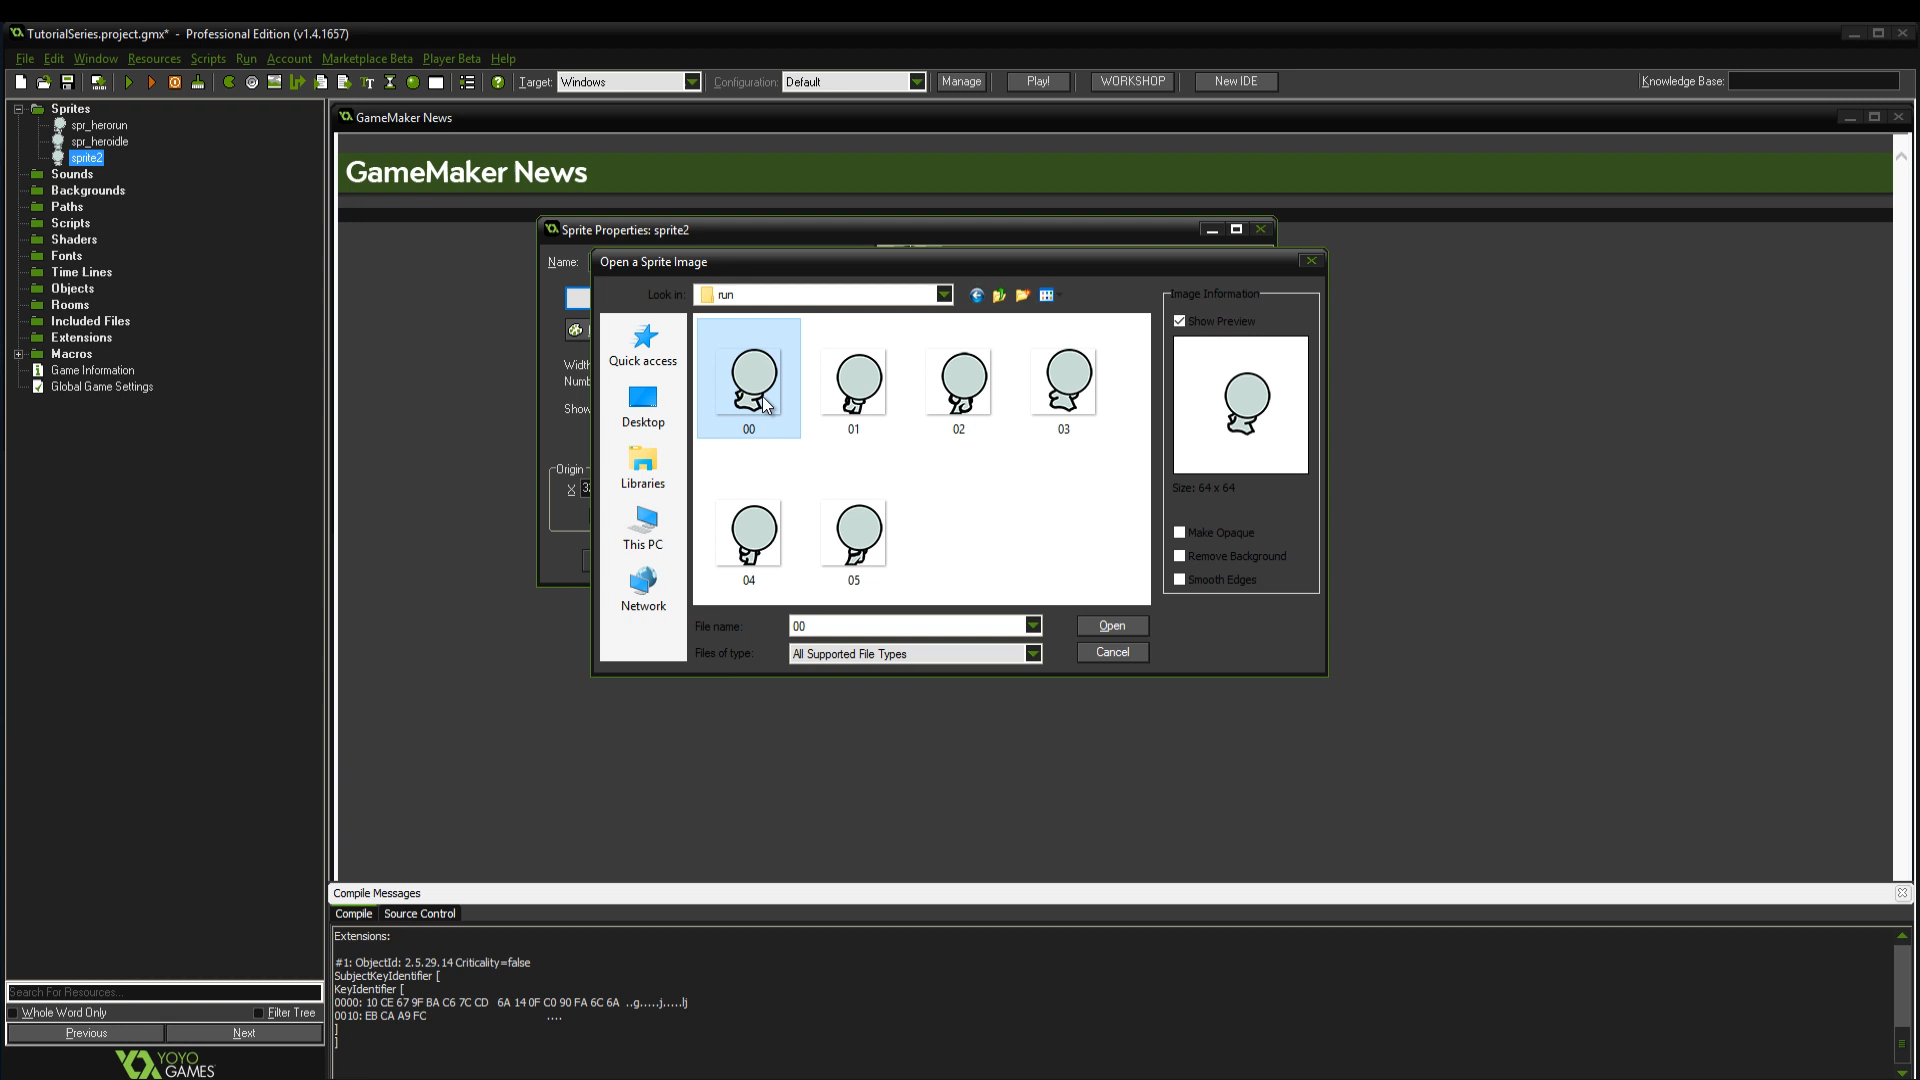 TutorialSeries.project.gmx* - Professional Edition (v1.4.1657)
File Edit Window Resources Scripts Run Account Marketplace Beta Player Beta Help
Target: Windows Configuration: Default Manage Play! WORKSHOP New IDE Knowledge Base:
Sprites
spr_herorun
spr_heroidle
sprite2
Sounds
Backgrounds
Paths
Scripts
Shaders
Fonts
Time Lines
Objects
Rooms
Included Files
Extensions
Macros
Game Information
Global Game Settings
Search For Resources...
Whole Word Only Filter Tree
Previous Next
YOYO
GAMES
GameMaker News
GameMaker News
Sprite Properties: sprite2
Name:
Width
Numb
Show
Origin
X 32
Open a Sprite Image
Look in: run
Quick access
Desktop
Libraries
This PC
Network
00 01 02 03
04 05
File name: 00 Open
Files of type: All Supported File Types Cancel
Image Information
Show Preview
Size: 64 x 64
Make Opaque
Remove Background
Smooth Edges
Compile Messages
Compile Source Control
Extensions:
#1: ObjectId: 2.5.29.14 Criticality=false
SubjectKeyIdentifier [
KeyIdentifier [
0000: 10 CE 67 9F BA C6 7C CD 6A 14 0F C0 90 FA 6C 6A ..g.....j.....lj
0010: EB CA A9 FC ....
]
]